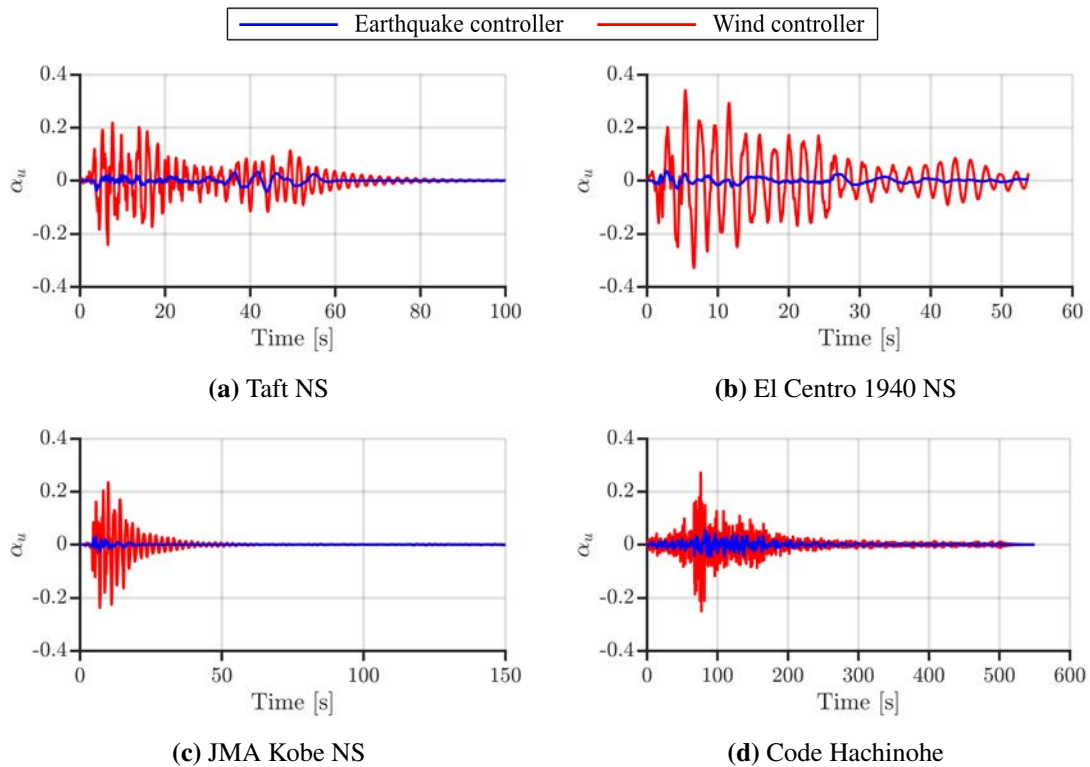 Earthquake controller Wind controller
0.4
0.2
0
-0.2
-0.4
α_u
0 20 40 60 80 100
Time [s]
(a) Taft NS
0.4
0.2
0
-0.2
-0.4
α_u
0 10 20 30 40 50 60
Time [s]
(b) El Centro 1940 NS
0.4
0.2
0
-0.2
-0.4
α_u
0 50 100 150
Time [s]
(c) JMA Kobe NS
0.4
0.2
0
-0.2
-0.4
α_u
0 100 200 300 400 500 600
Time [s]
(d) Code Hachinohe